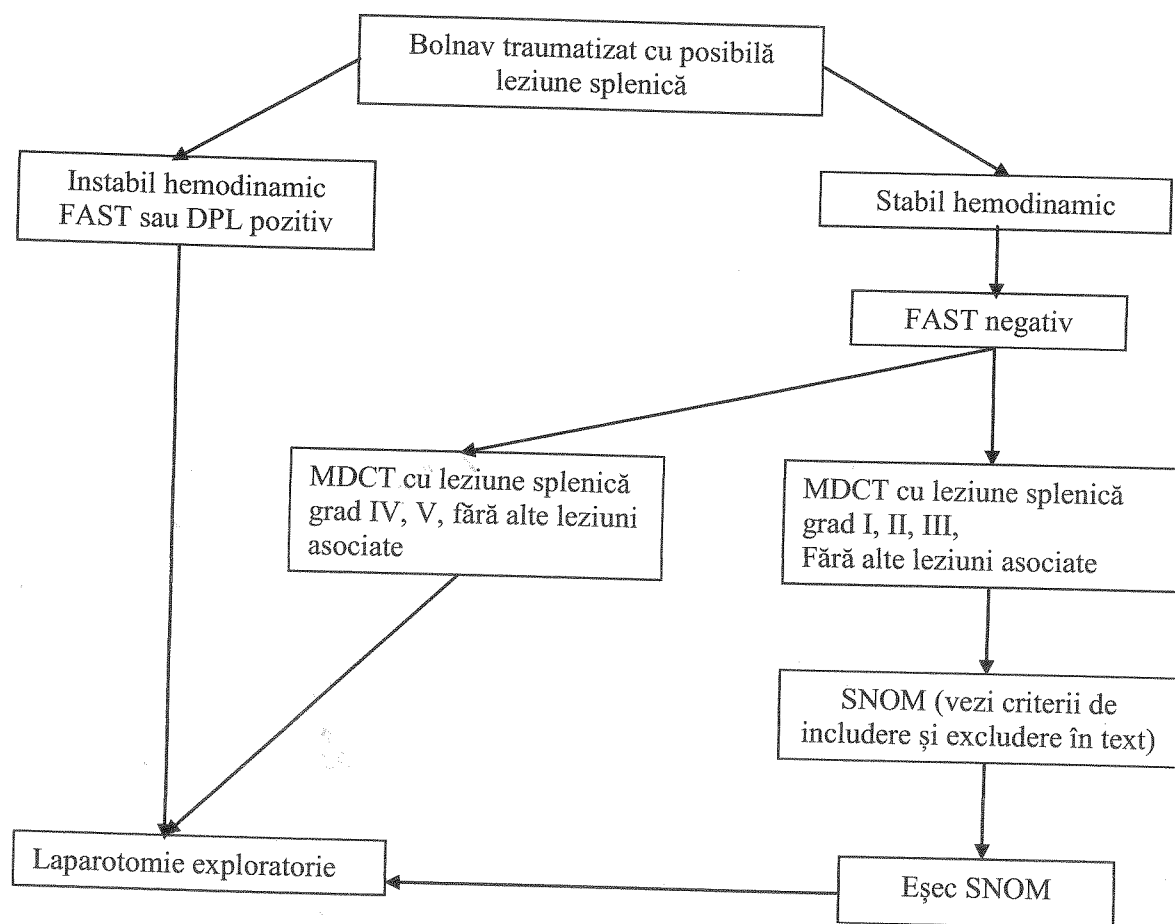 Bolnav traumatizat cu posibilă
leziune splenică
Instabil hemodinamic
FAST sau DPL pozitiv
Stabil hemodinamic
FAST negativ
MDCT cu leziune splenică
grad IV, V, fără alte leziuni
asociate
MDCT cu leziune splenică
grad I, II, III,
Fără alte leziuni asociate
SNOM (vezi criterii de
includere și excludere în text)
Laparotomie exploratorie
Eșec SNOM